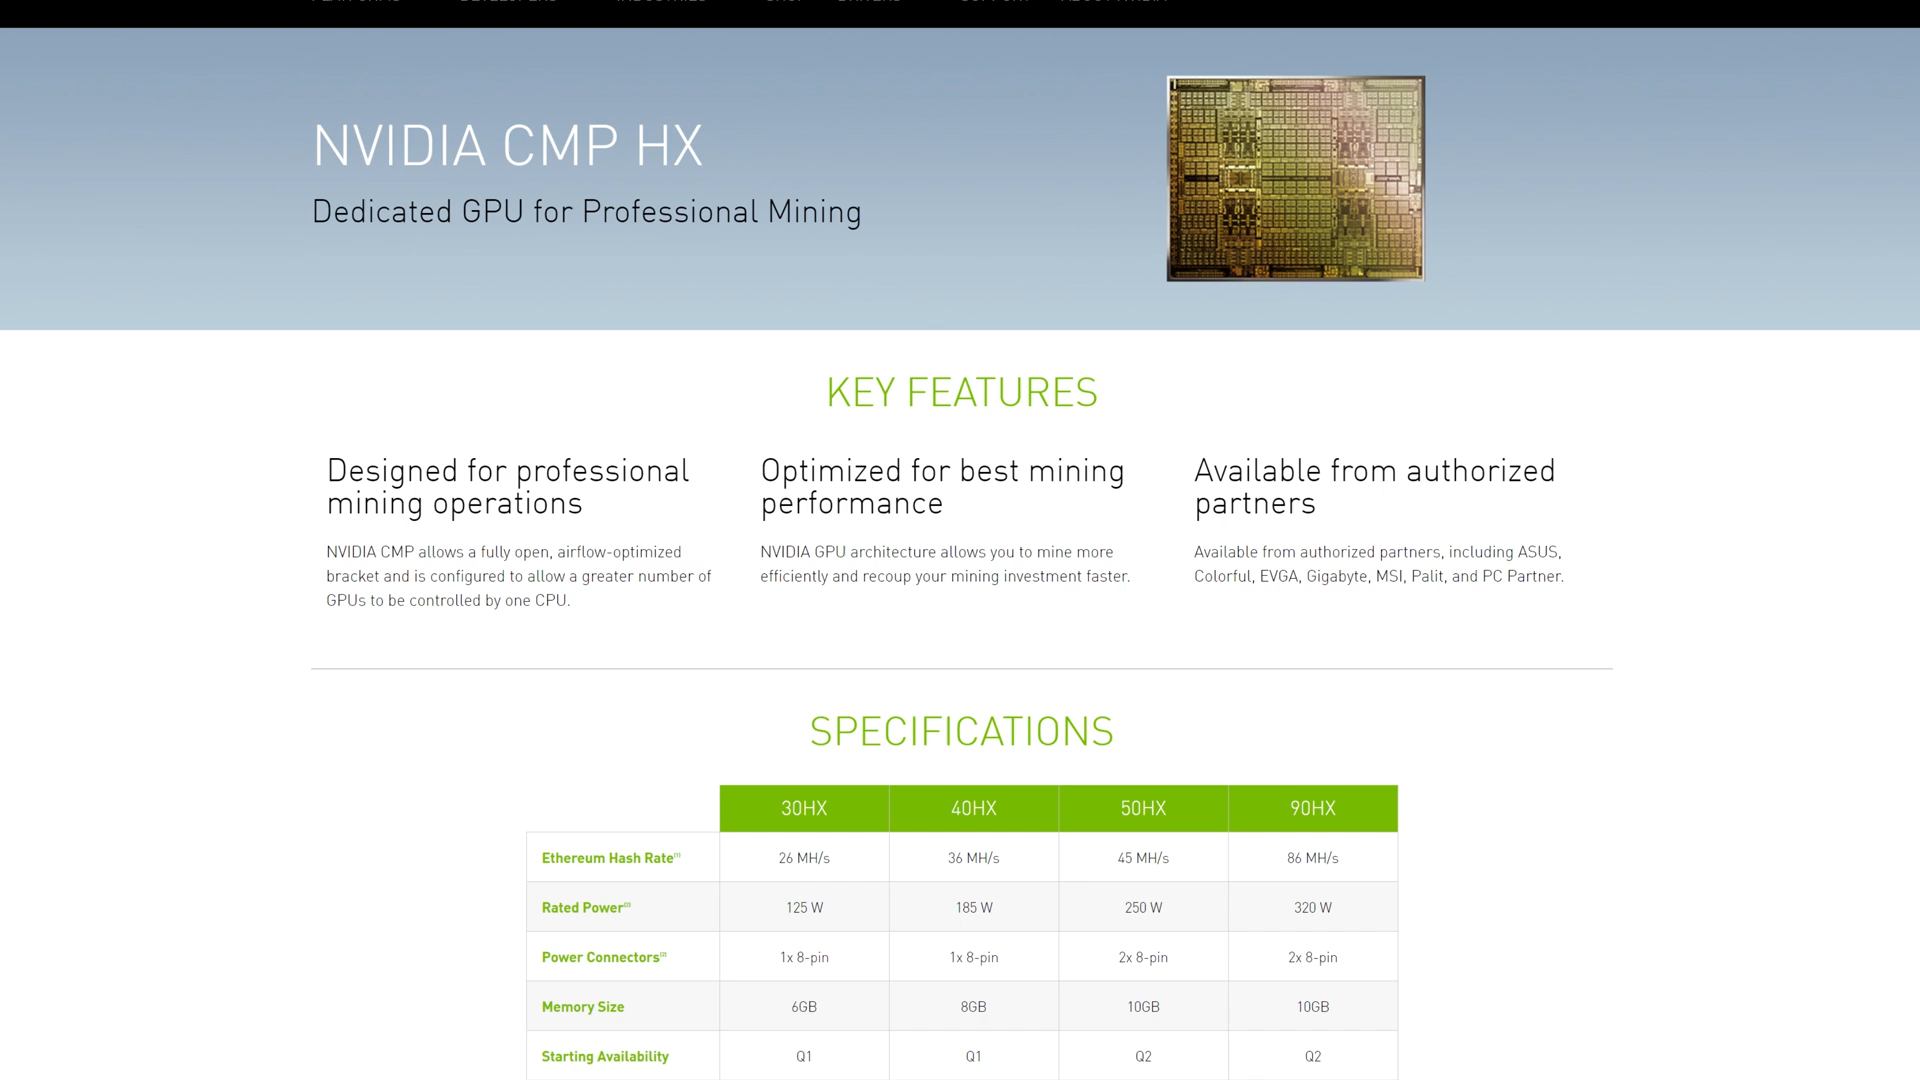 NVIDIA CMP HX
Dedicated GPU for Professional Mining
KEY FEATURES
Designed for professional
mining operations
NVIDIA CMP allows a fully open, airflow-optimized
bracket and is configured to allow a greater number of
GPUs to be controlled by one CPU.
Optimized for best mining
performance
NVIDIA GPU architecture allows you to mine more
efficiently and recoup your mining investment faster.
Available from authorized
partners
Available from authorized partners, including ASUS,
Colorful, EVGA, Gigabyte, MSI, Palit, and PC Partner.
SPECIFICATIONS
30HX 40HX 50HX 90HX
Ethereum Hash Rate 26 MH/s 36 MH/s 45 MH/s 86 MH/s
Rated Power 125 W 185 W 250 W 320 W
Power Connectors 1x 8-pin 1x 8-pin 2x 8-pin 2x 8-pin
Memory Size 6GB 8GB 10GB 10GB
Starting Availability Q1 Q1 Q2 Q2